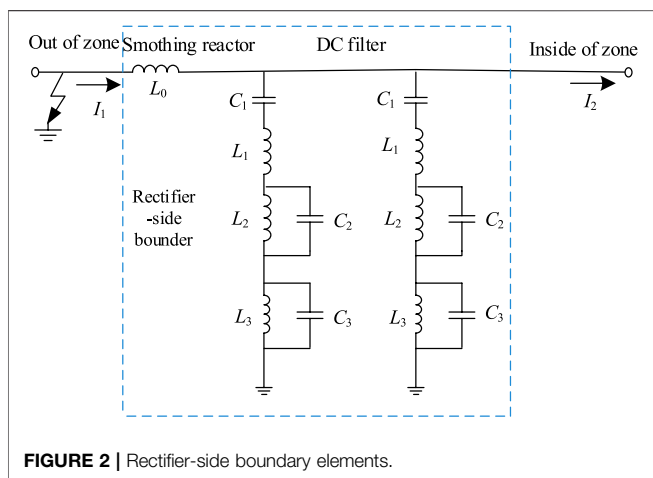 Out of zone
Smothing reactor
DC filter
Inside of zone
I₁
L₀
I₂
C₁
C₁
L₁
L₁
Rectifier
-side
bounder
L₂
C₂
L₂
C₂
L₃
C₃
L₃
C₃
FIGURE 2 | Rectifier-side boundary elements.